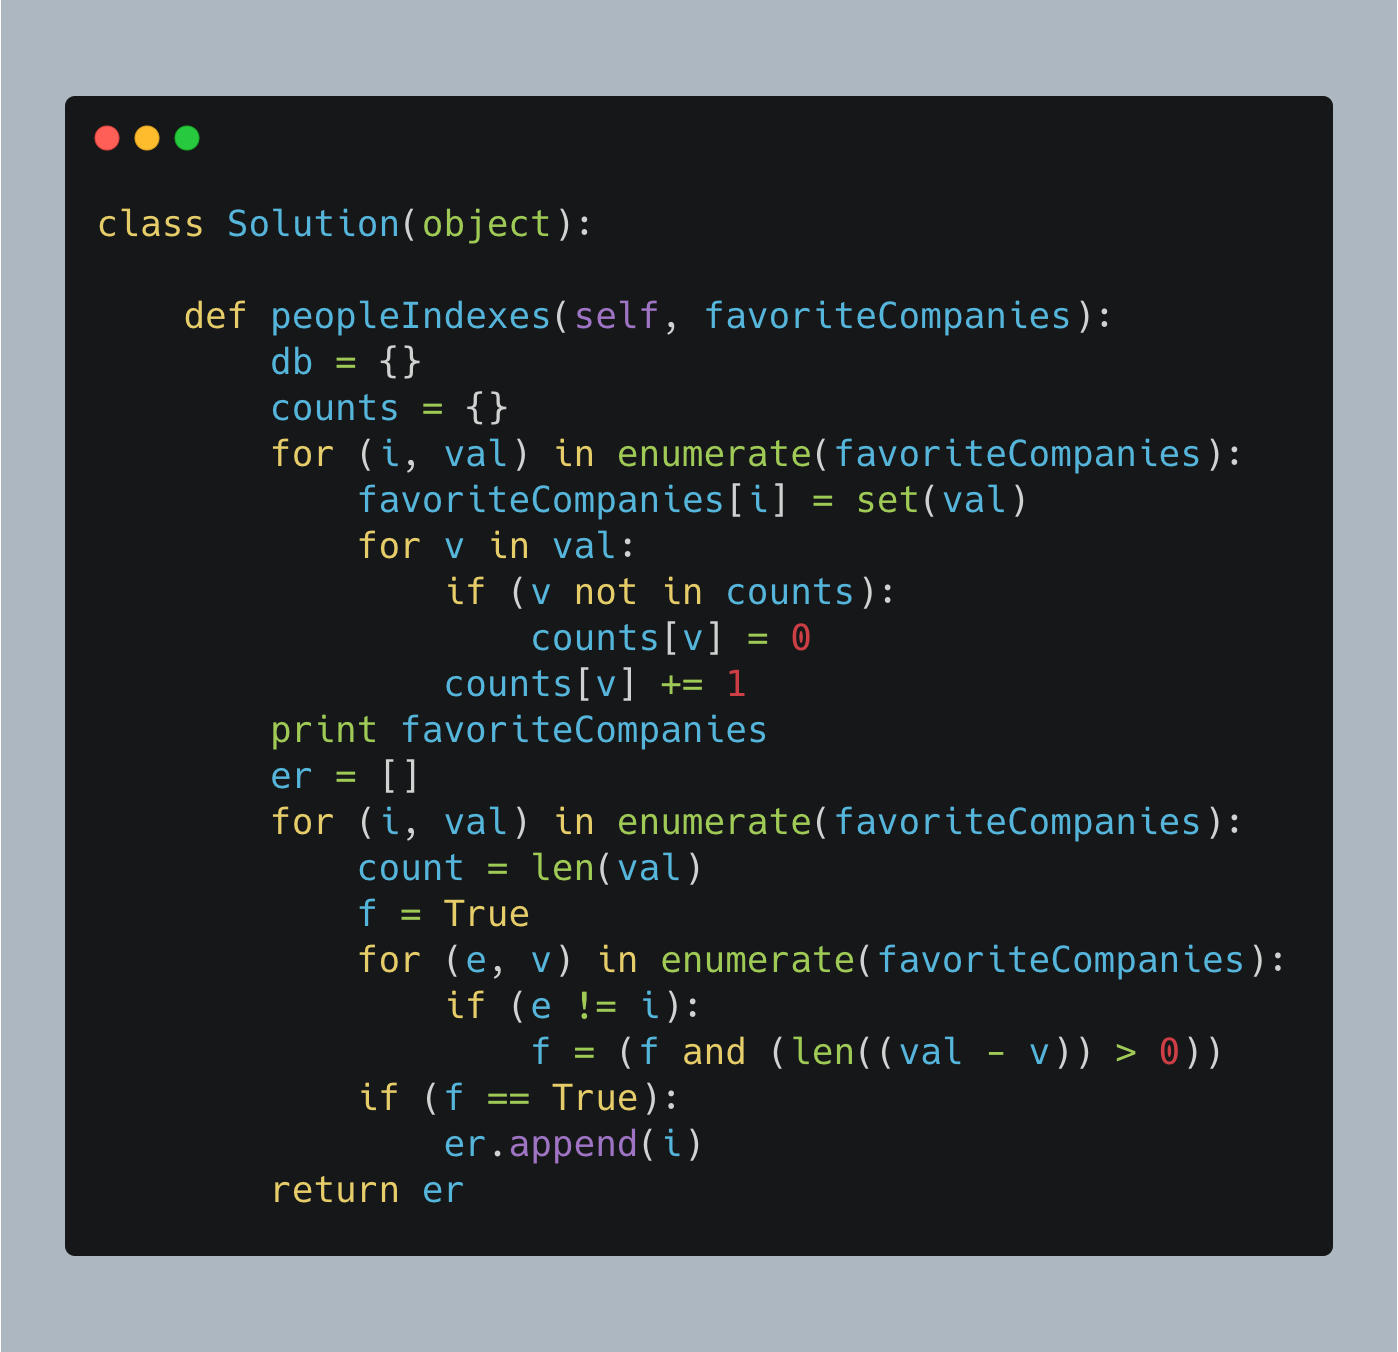 class Solution(object):

    def peopleIndexes(self, favoriteCompanies):
        db = {}
        counts = {}
        for (i, val) in enumerate(favoriteCompanies):
            favoriteCompanies[i] = set(val)
            for v in val:
                if (v not in counts):
                    counts[v] = 0
                counts[v] += 1
        print favoriteCompanies
        er = []
        for (i, val) in enumerate(favoriteCompanies):
            count = len(val)
            f = True
            for (e, v) in enumerate(favoriteCompanies):
                if (e != i):
                    f = (f and (len((val - v)) > 0))
            if (f == True):
                er.append(i)
        return er